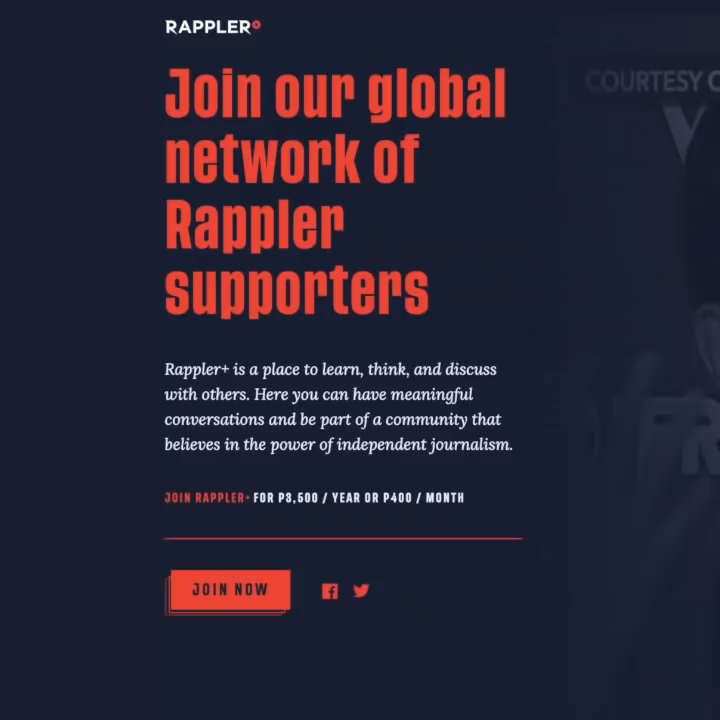 RAPPLER+
Join our global
network of
Rappler
supporters
Rappler+ is a place to learn, think, and discuss
with others. Here you can have meaningful
conversations and be part of a community that
believes in the power of independent journalism.
JOIN RAPPLER+ FOR P3,500 / YEAR OR P400 / MONTH
JOIN NOW
COURTESY